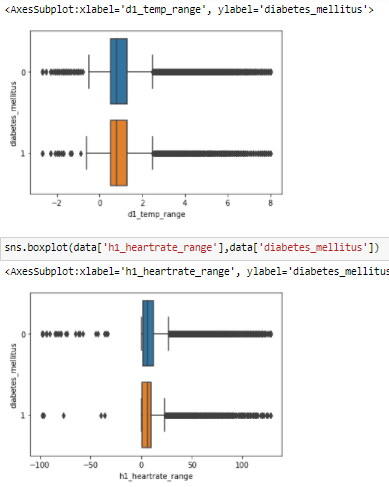 <AxesSubplot:xlabel='d1_temp_range', ylabel='diabetes_mellitus'>
0
diabetes_mellitus
1
−2 0 2 4 6 8
d1_temp_range
sns.boxplot(data['h1_heartrate_range'],data['diabetes_mellitus'])
<AxesSubplot:xlabel='h1_heartrate_range', ylabel='diabetes_mellitus
0
diabetes_mellitus
1
−100 −50 0 50 100
h1_heartrate_range